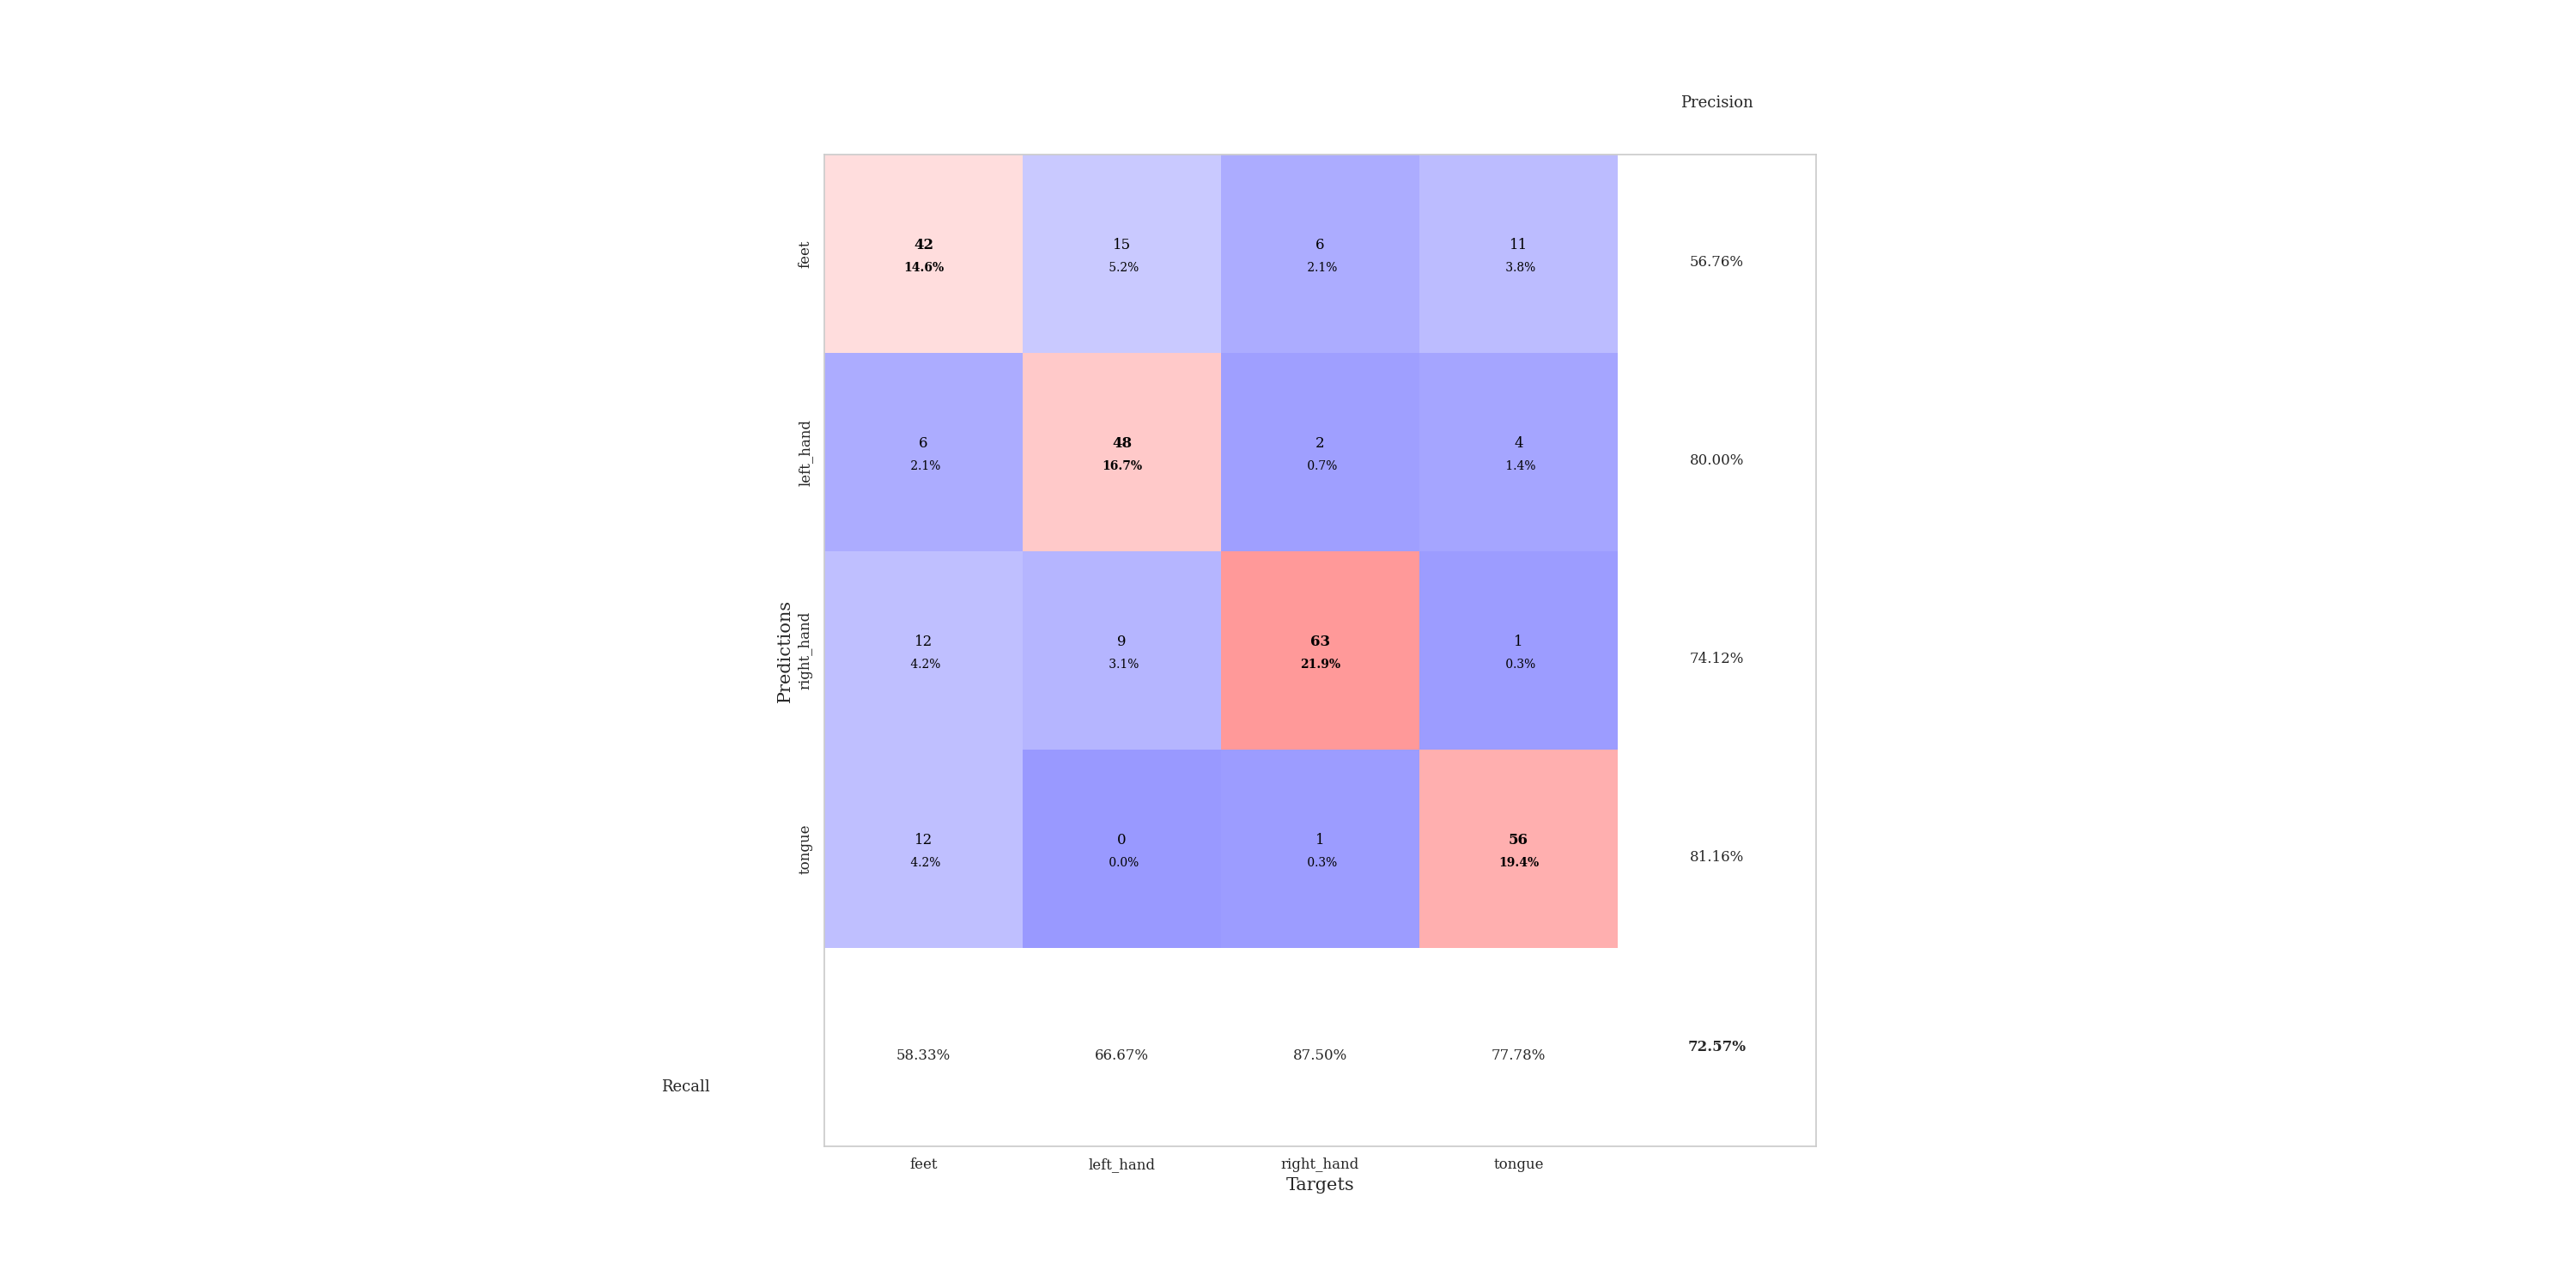 Precision
feet
42 15 6 11 56.76%
14.6% 5.2% 2.1% 3.8%
left_hand
6 48 2 4 80.00%
2.1% 16.7% 0.7% 1.4%
Predictions
right_hand
12 9 63 1 74.12%
4.2% 3.1% 21.9% 0.3%
tongue
12 0 1 56 81.16%
4.2% 0.0% 0.3% 19.4%
Recall
58.33% 66.67% 87.50% 77.78% 72.57%
feet left_hand right_hand tongue
Targets